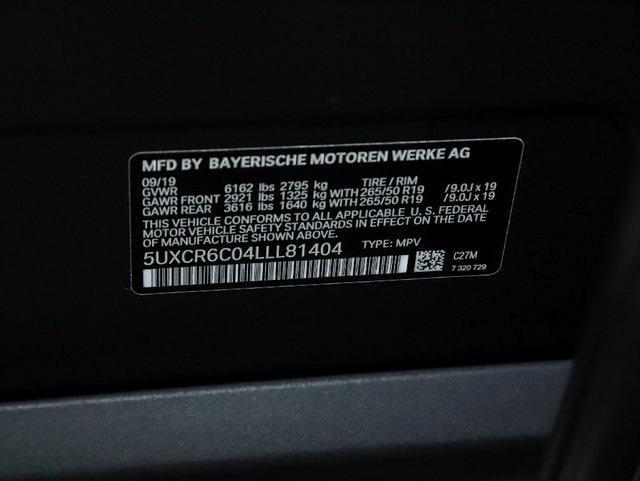 MFD BY BAYERISCHE MOTOREN WERKE AG
09/19
GVWR 6162 lbs 2795 kg TIRE / RIM
GAWR FRONT 2921 lbs 1325 kg WITH 265/50 R19 /9.0J x 19
GAWR REAR 3616 lbs 1640 kg WITH 265/50 R19 /9.0J x 19
THIS VEHICLE CONFORMS TO ALL APPLICABLE U. S. FEDERAL
MOTOR VEHICLE SAFETY STANDARDS IN EFFECT ON THE DATE
OF MANUFACTURE SHOWN ABOVE.
5UXCR6C04LLL81404 TYPE: MPV
C27M
7 320 729